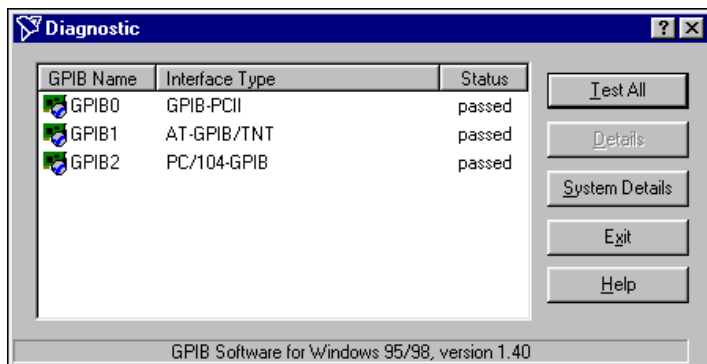 Diagnostic
GPIB Name Interface Type Status
GPIB0 GPIB-PCII passed
GPIB1 AT-GPIB/TNT passed
GPIB2 PC/104-GPIB passed
Test All
Details
System Details
Exit
Help
GPIB Software for Windows 95/98, version 1.40